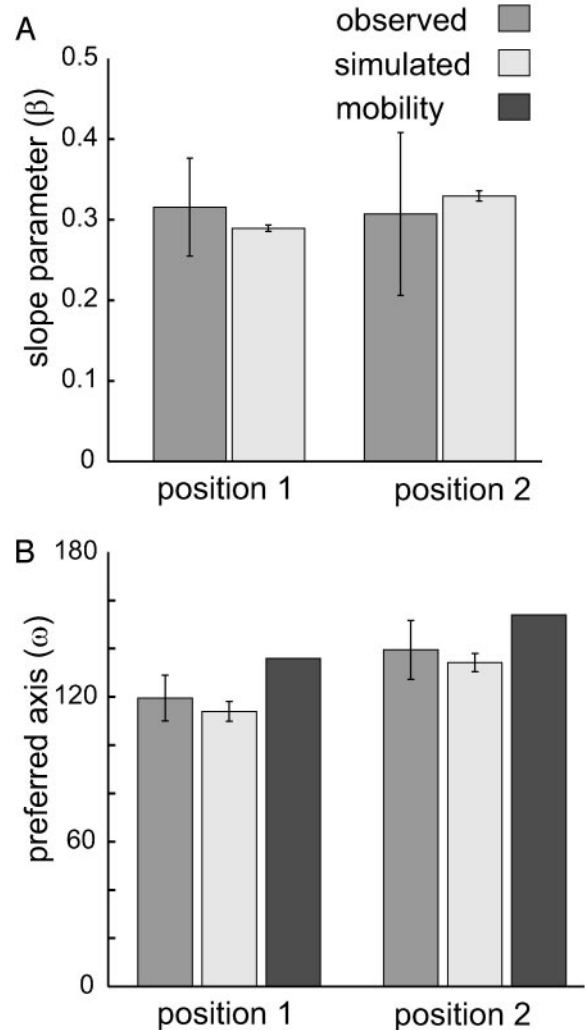 A
observed
simulated
mobility
0.5
0.4
0.3
0.2
0.1
0
slope parameter (β)
position 1 position 2
B
180
120
60
0
preferred axis (ω)
position 1 position 2